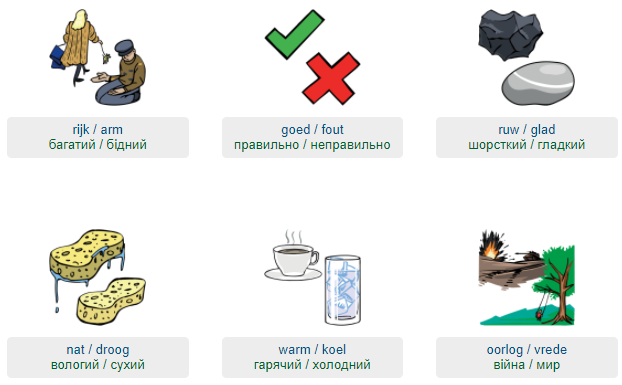 rijk / arm
багатий / бідний
goed / fout
правильно / неправильно
ruw / glad
шорсткий / гладкий
nat / droog
вологий / сухий
warm / koel
гарячий / холодний
oorlog / vrede
війна / мир